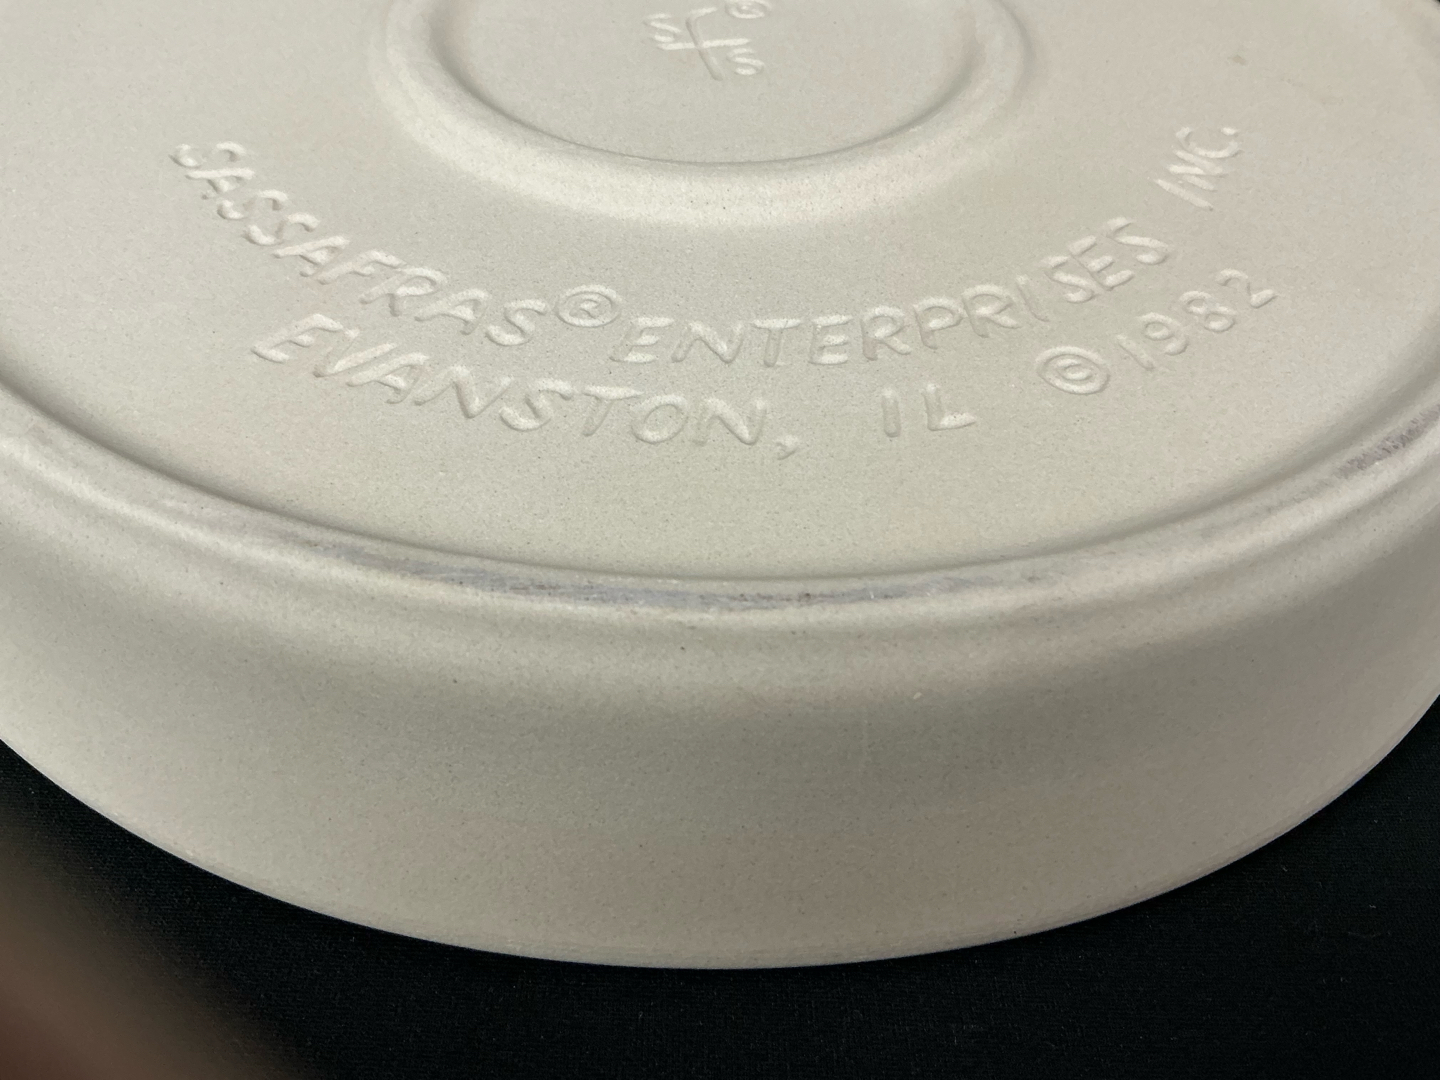 S S ®
SASSAFRAS® ENTERPRISES INC
EVANSTON, IL © 1982